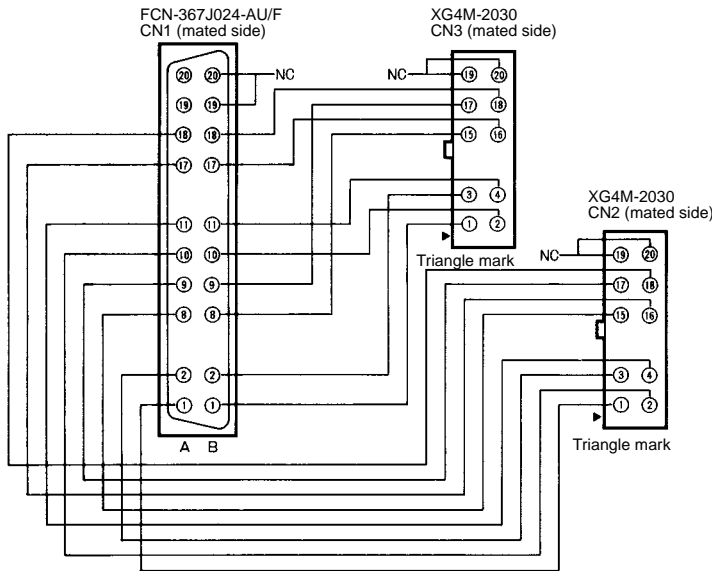 FCN-367J024-AU/F
CN1 (mated side)
XG4M-2030
CN3 (mated side)
20 20 NC
19 19
18 18
17 17
11 11
10 10
9 9
8 8
2 2
1 1
A B
NC 19 20
17 18
15 16
3 4
1 2
Triangle mark
XG4M-2030
CN2 (mated side)
NC 19 20
17 18
15 16
3 4
1 2
Triangle mark